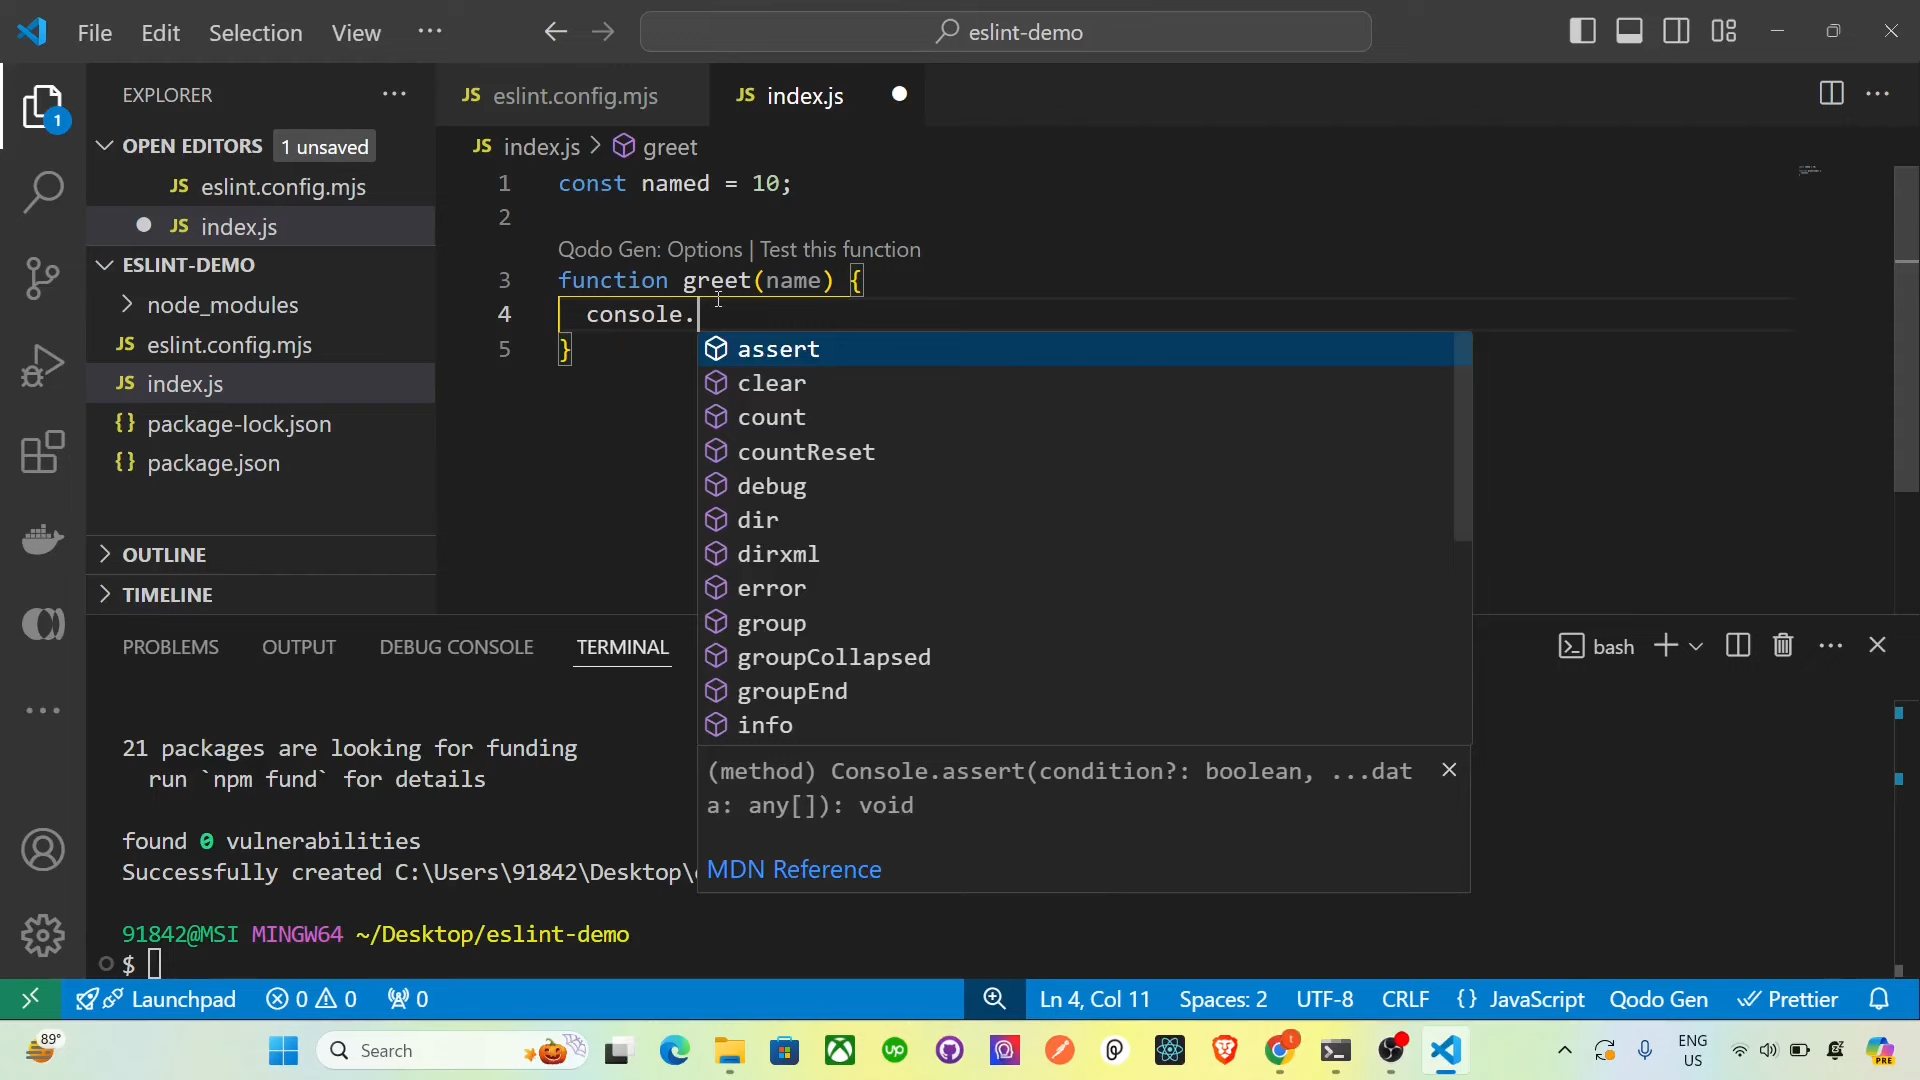 File Edit Selection View ··· eslint-demo
EXPLORER ···
OPEN EDITORS 1 unsaved
JS eslint.config.mjs
JS index.js
ESLINT-DEMO
node_modules
JS eslint.config.mjs
JS index.js
{} package-lock.json
{} package.json
OUTLINE
TIMELINE
1
JS eslint.config.mjs JS index.js
JS index.js > greet
1 const named = 10;
2
Qodo Gen: Options | Test this function
3 function greet(name) {
4 console.
5 }
assert
clear
count
countReset
debug
dir
dirxml
error
group
groupCollapsed
groupEnd
info
(method) Console.assert(condition?: boolean, ...dat
a: any[]): void
MDN Reference
PROBLEMS OUTPUT DEBUG CONSOLE TERMINAL bash
21 packages are looking for funding
run `npm fund` for details
found 0 vulnerabilities
Successfully created C:\Users\91842\Desktop\
91842@MSI MINGW64 ~/Desktop/eslint-demo
$
Launchpad 0 0 0 Ln 4, Col 11 Spaces: 2 UTF-8 CRLF {} JavaScript Qodo Gen Prettier
89° Search up ENG
US
PRE